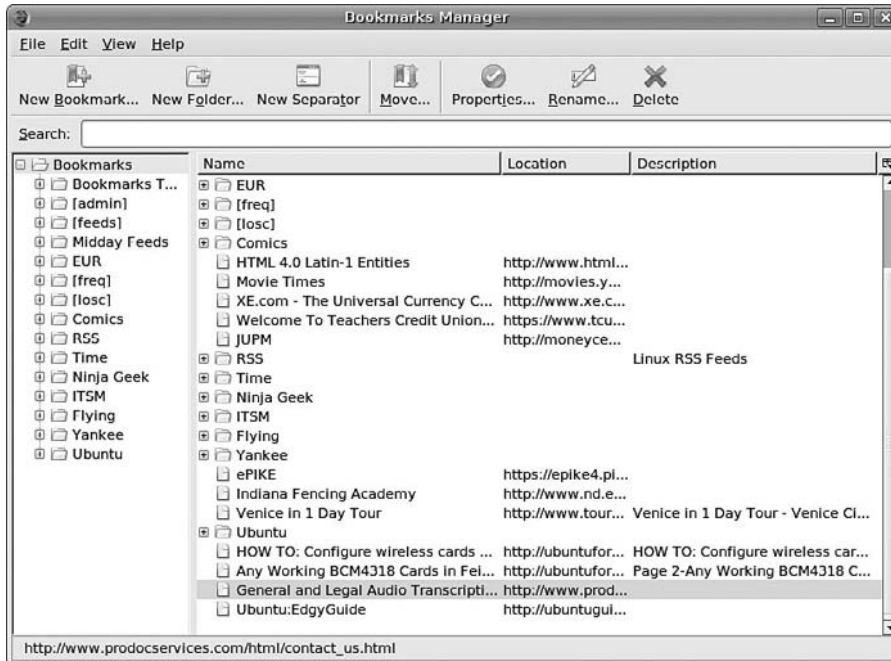 Bookmarks Manager
File Edit View Help
New Bookmark... New Folder... New Separator Move... Properties... Rename... Delete
Search:
Bookmarks
Bookmarks T...
[admin]
[feeds]
Midday Feeds
EUR
[freq]
[losc]
Comics
RSS
Time
Ninja Geek
ITSM
Flying
Yankee
Ubuntu
Name Location Description
EUR
[freq]
[losc]
Comics
HTML 4.0 Latin-1 Entities http://www.html...
Movie Times http://movies.y...
XE.com - The Universal Currency C... http://www.xe.c...
Welcome To Teachers Credit Union... https://www.tcu...
JUPM http://moneyce...
RSS Linux RSS Feeds
Time
Ninja Geek
ITSM
Flying
Yankee
ePIKE https://epike4.pi...
Indiana Fencing Academy http://www.nd.e...
Venice in 1 Day Tour http://www.tour... Venice in 1 Day Tour - Venice Ci...
Ubuntu
HOW TO: Configure wireless cards ... http://ubuntufor... HOW TO: Configure wireless car...
Any Working BCM4318 Cards in Fei... http://ubuntufor... Page 2-Any Working BCM4318 C...
General and Legal Audio Transcripti... http://www.prod...
Ubuntu:EdgyGuide http://ubuntugui...
http://www.prodocservices.com/html/contact_us.html